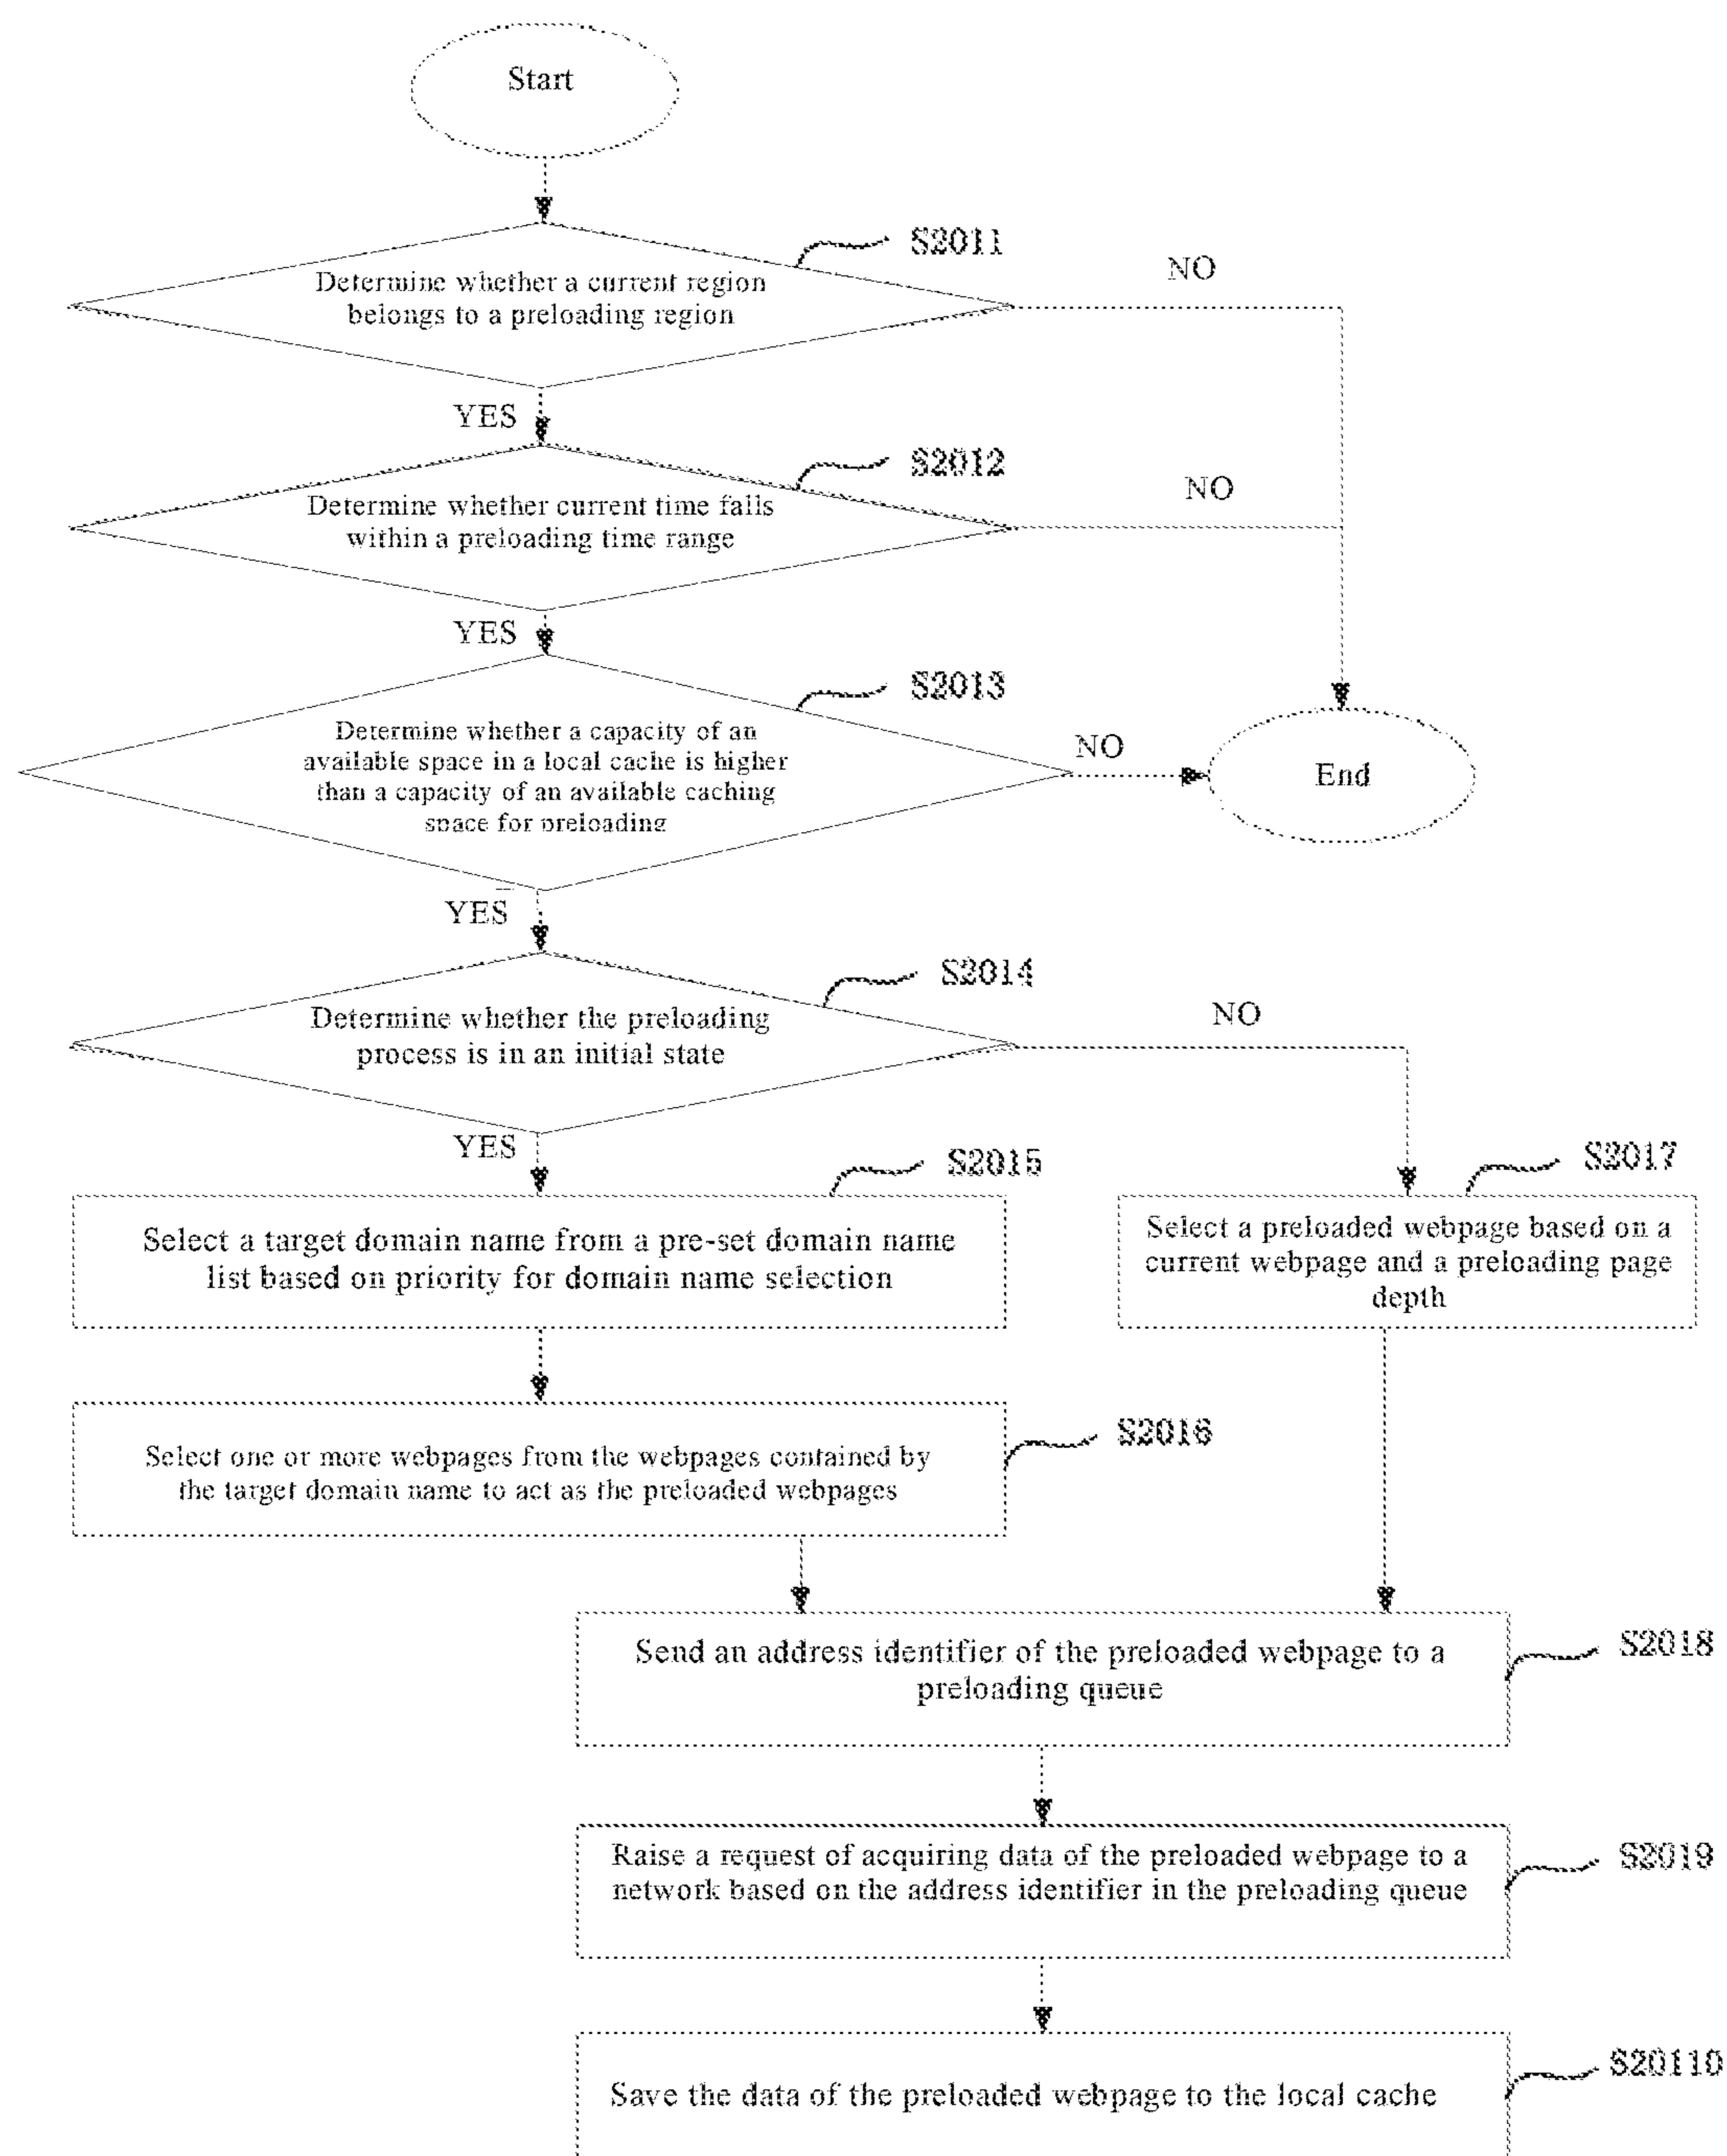 Start
S2011
NO
Determine whether a current region
belongs to a preloading region
YES
S2012
NO
Determine whether current time falls
within a preloading time range
YES
S2013
Determine whether a capacity of an
available space in a local cache is higher
than a capacity of an available caching
space for preloading
NO
End
YES
S2014
Determine whether the preloading
process is in an initial state
NO
YES
S2015
S2017
Select a target domain name from a pre-set domain name
list based on priority for domain name selection
Select a preloaded webpage based on a
current webpage and a preloading page
depth
S2016
Select one or more webpages from the webpages contained by
the target domain name to act as the preloaded webpages
S2018
Send an address identifier of the preloaded webpage to a
preloading queue
S2019
Raise a request of acquiring data of the preloaded webpage to a
network based on the address identifier in the preloading queue
S20110
Save the data of the preloaded webpage to the local cache